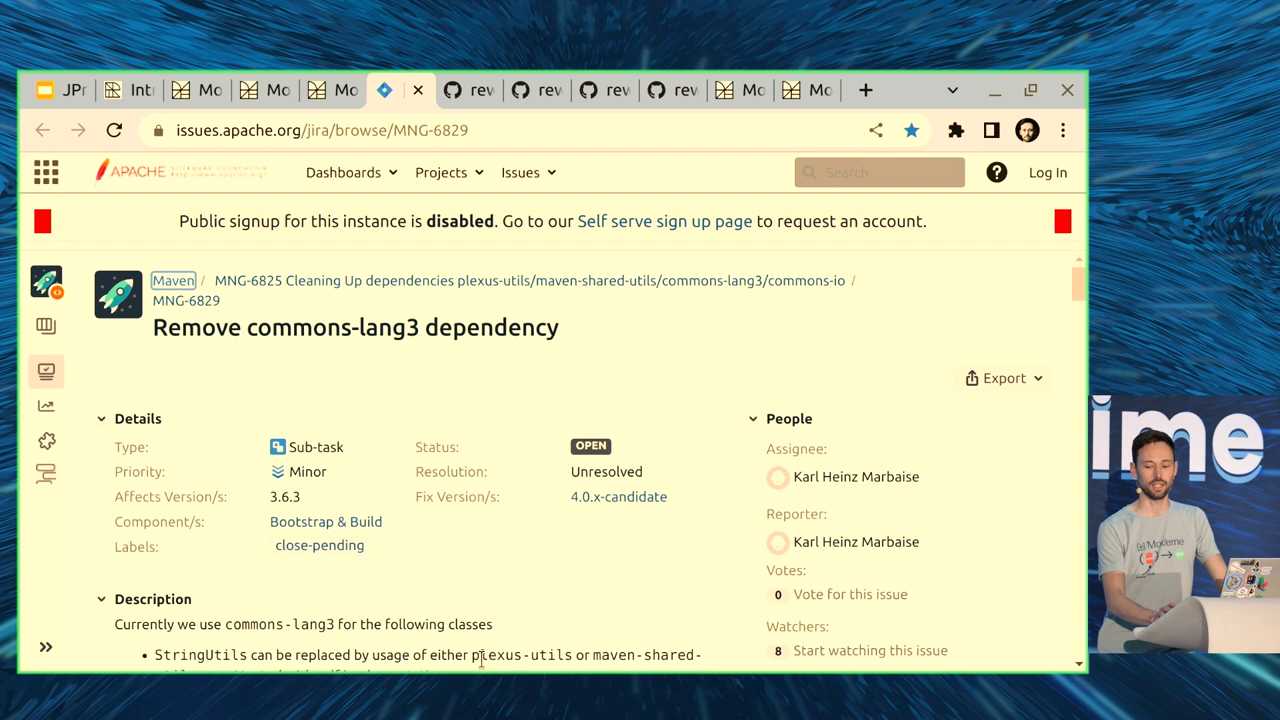 JPr
Intr
Mo
Mo
Mo
rev
rev
rev
rev
Mo
Mo
issues.apache.org/jira/browse/MNG-6829
APACHE
Dashboards
Projects
Issues
Search
Log In
Public signup for this instance is disabled. Go to our Self serve sign up page to request an account.
Maven / MNG-6825 Cleaning Up dependencies plexus-utils/maven-shared-utils/commons-lang3/commons-io /
MNG-6829
Remove commons-lang3 dependency
Export
Details
Type: Sub-task
Status: OPEN
Priority: Minor
Resolution: Unresolved
Affects Version/s: 3.6.3
Fix Version/s: 4.0.x-candidate
Component/s: Bootstrap & Build
Labels: close-pending
People
Assignee:
Karl Heinz Marbaise
Reporter:
Karl Heinz Marbaise
Votes:
0 Vote for this issue
Watchers:
8 Start watching this issue
Description
Currently we use commons-lang3 for the following classes
• StringUtils can be replaced by usage of either plexus-utils or maven-shared-
ime
Moderne